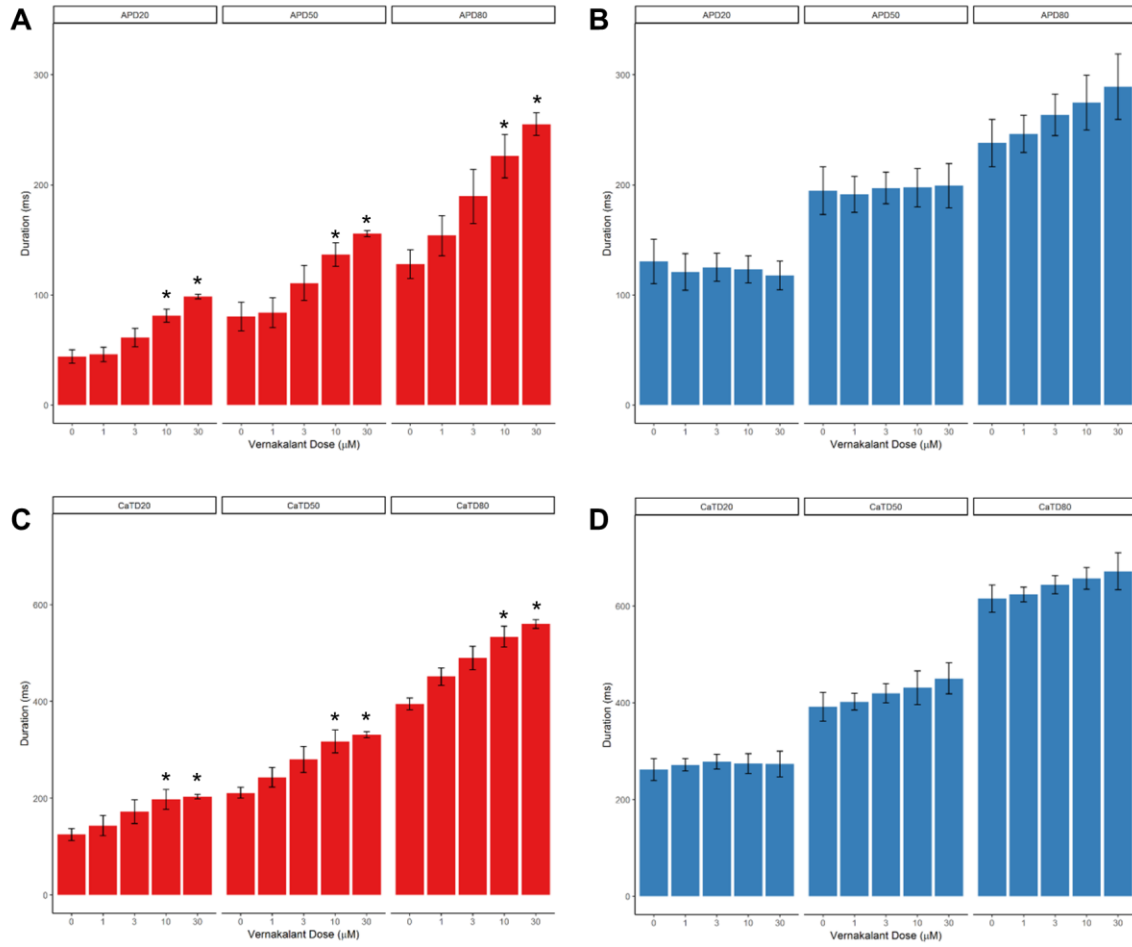 A
APD20 APD50 APD80
Duration (ms)
300
200
100
0
* * * * * *
0 1 3 10 30 0 1 3 10 30 0 1 3 10 30
Vernakalant Dose (μM)
B
APD20 APD50 APD80
Duration (ms)
300
200
100
0
0 1 3 10 30 0 1 3 10 30 0 1 3 10 30
Vernakalant Dose (μM)
C
CaTD20 CaTD50 CaTD80
Duration (ms)
600
400
200
0
* * * * * *
0 1 3 10 30 0 1 3 10 30 0 1 3 10 30
Vernakalant Dose (μM)
D
CaTD20 CaTD50 CaTD80
Duration (ms)
600
400
200
0
0 1 3 10 30 0 1 3 10 30 0 1 3 10 30
Vernakalant Dose (μM)